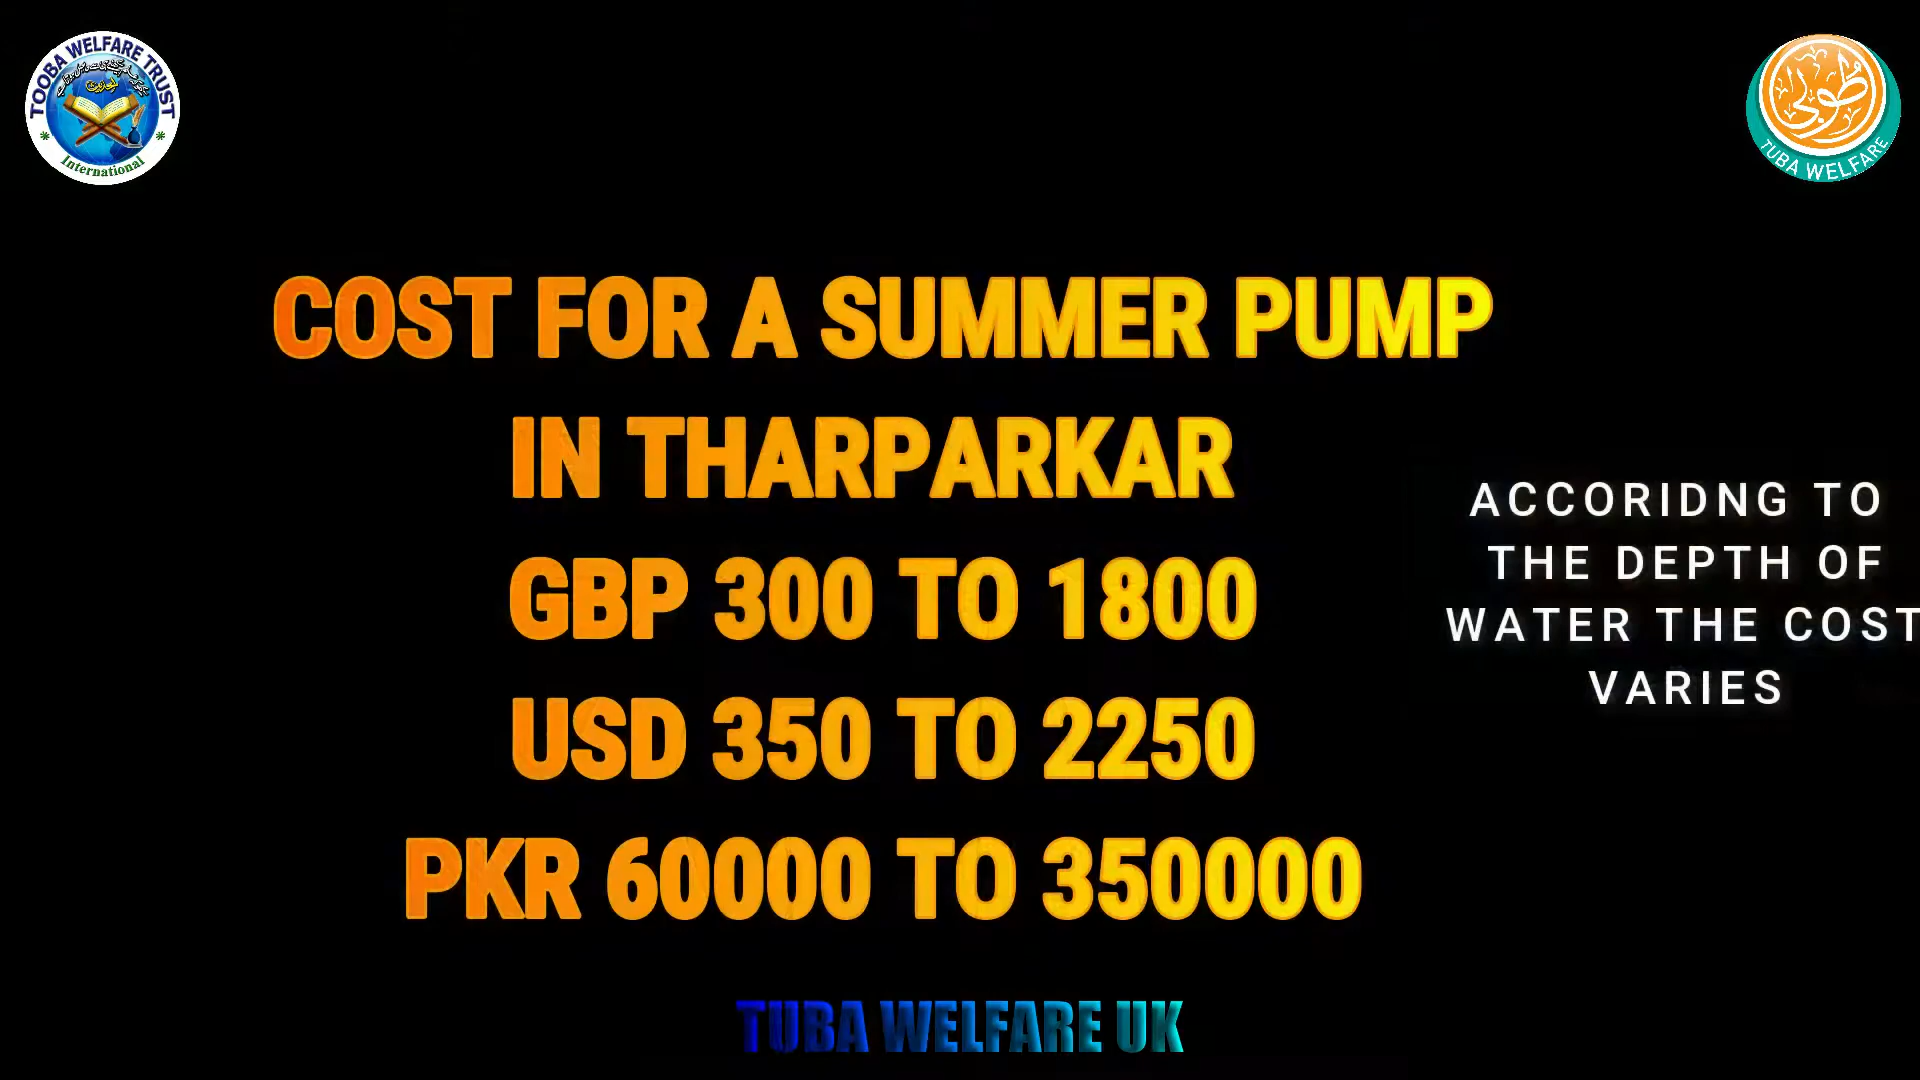 TOOBA WELFARE TRUST
International
طوبى
TUBA WELFARE
COST FOR A SUMMER PUMP
IN THARPARKAR
GBP 300 TO 1800
USD 350 TO 2250
PKR 60000 TO 350000
ACCORIDNG TO
THE DEPTH OF
WATER THE COST
VARIES
TUBA WELFARE UK